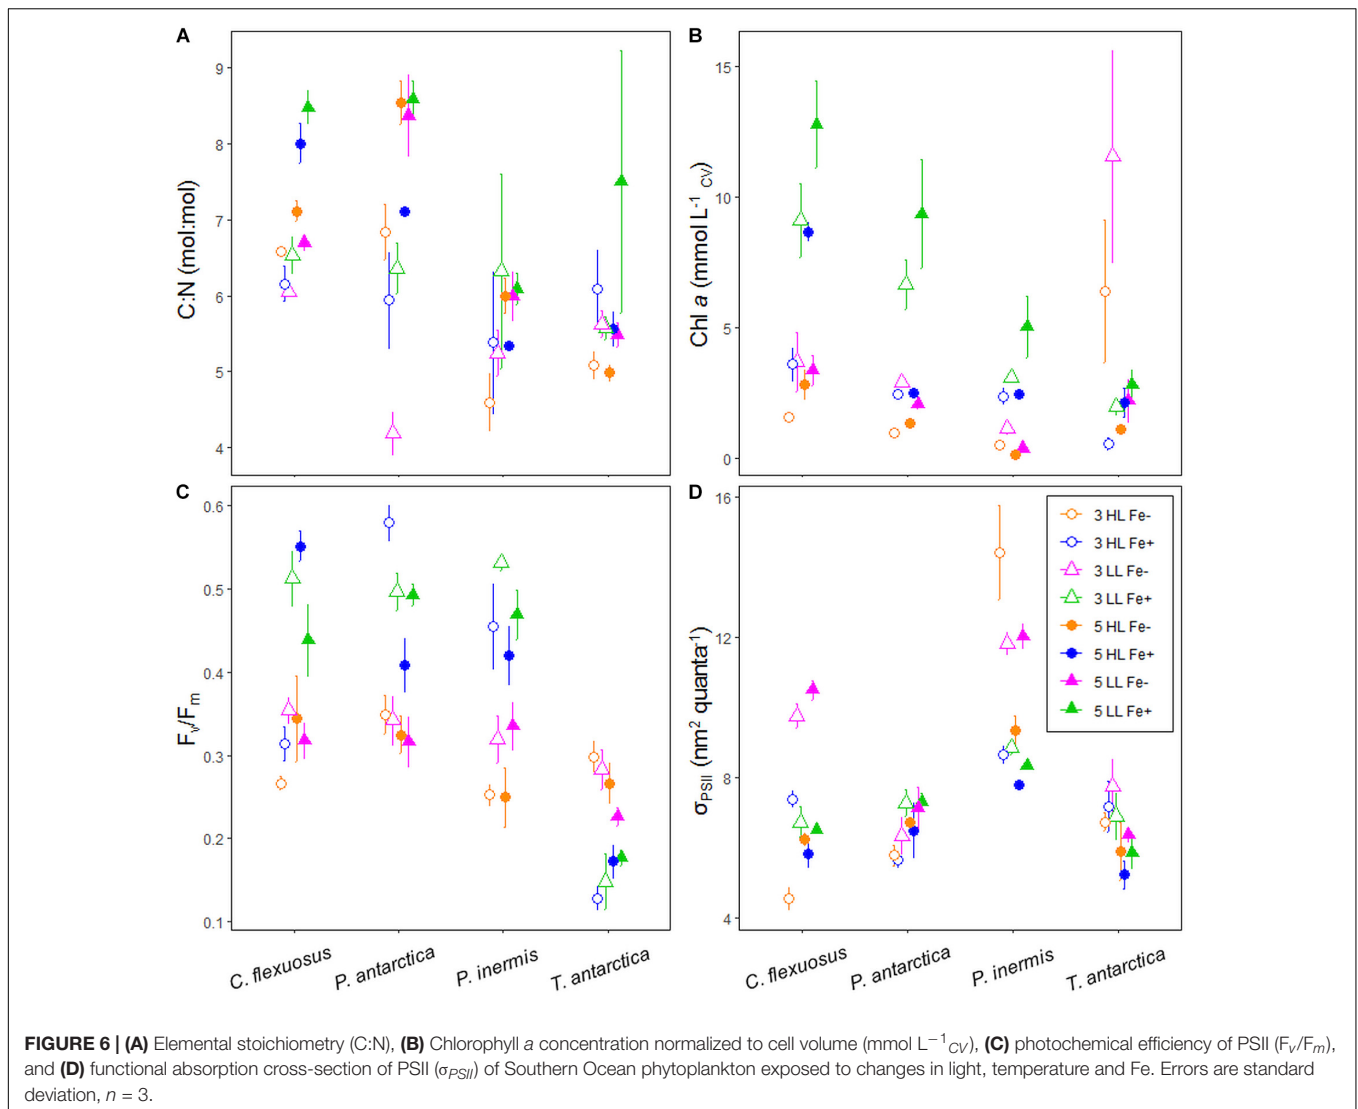 A
B
9
8
7
6
5
4
C:N (mol:mol)
15
10
5
0
Chl a (mmol L⁻¹ CV)
C
D
0.6
0.5
0.4
0.3
0.2
0.1
Fv/Fm
16
12
8
4
σPSII (nm² quanta⁻¹)
3 HL Fe-
3 HL Fe+
3 LL Fe-
3 LL Fe+
5 HL Fe-
5 HL Fe+
5 LL Fe-
5 LL Fe+
C. flexuosus
P. antarctica
P. inermis
T. antarctica
C. flexuosus
P. antarctica
P. inermis
T. antarctica
FIGURE 6 | (A) Elemental stoichiometry (C:N), (B) Chlorophyll a concentration normalized to cell volume (mmol L⁻¹CV), (C) photochemical efficiency of PSII (Fv/Fm),
and (D) functional absorption cross-section of PSII (σPSII) of Southern Ocean phytoplankton exposed to changes in light, temperature and Fe. Errors are standard
deviation, n = 3.